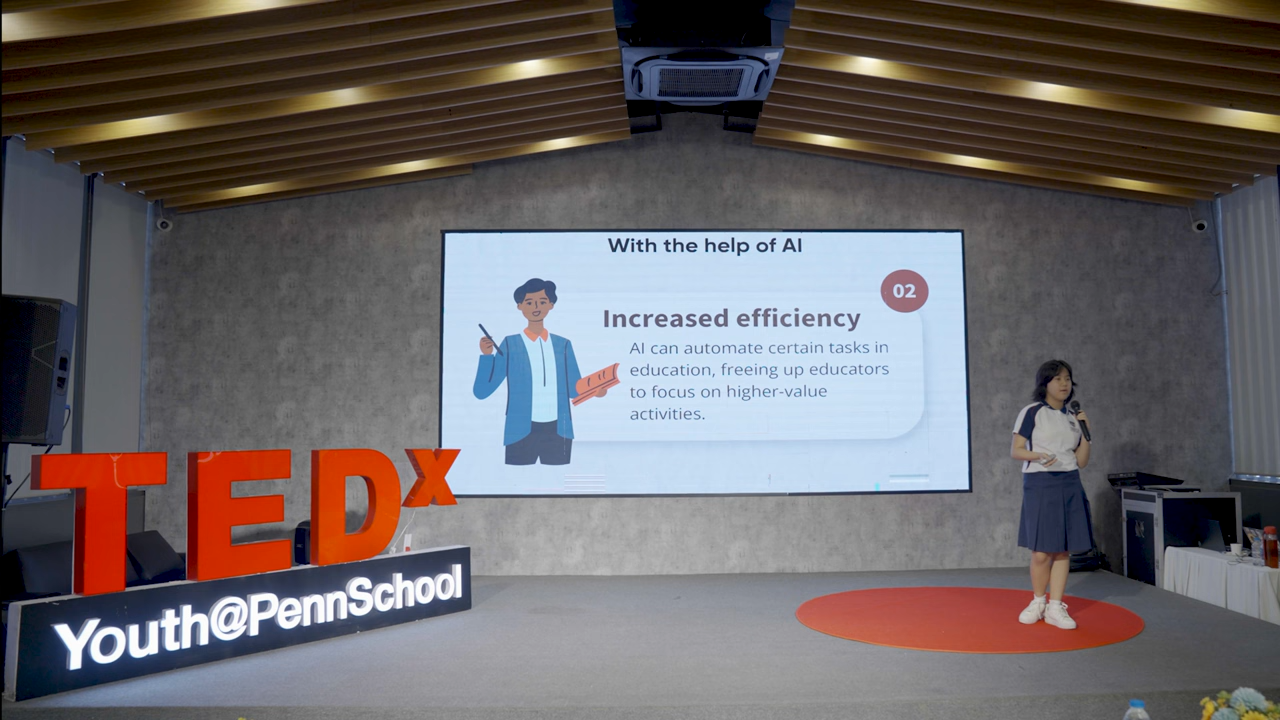 With the help of AI
02
Increased efficiency
AI can automate certain tasks in
education, freeing up educators
to focus on higher-value
activities.
TEDx
Youth@PennSchool